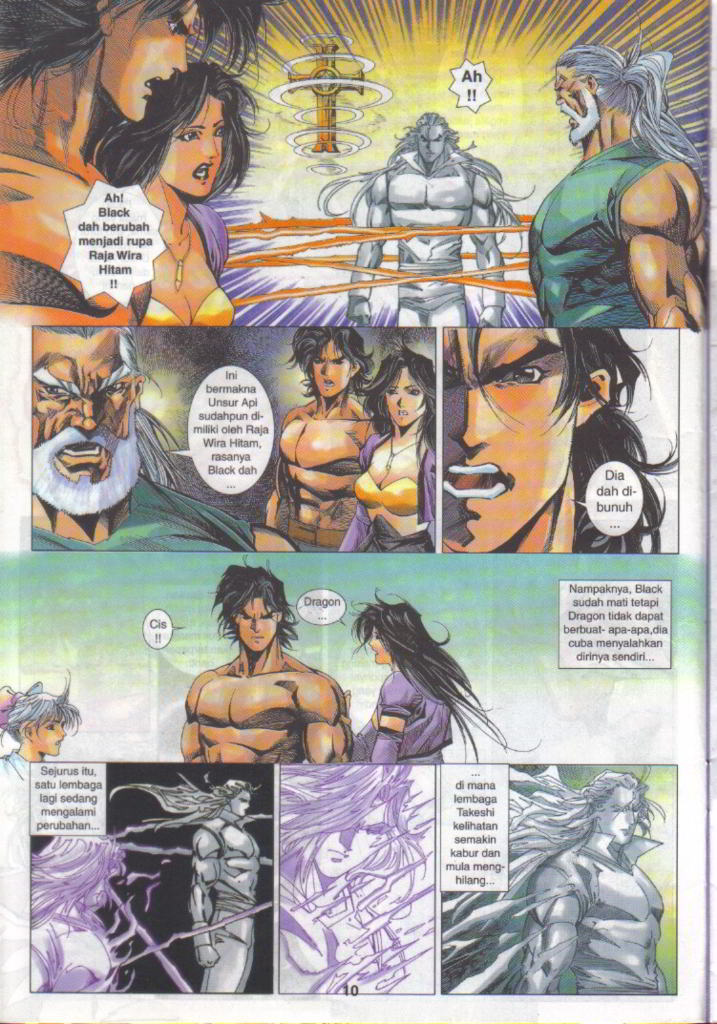 Ah
!!
Ah!
Black
dah berubah
menjadi rupa
Raja Wira
Hitam
!!
Ini
bermakna
Unsur Api
sudahpun di-
miliki oleh Raja
Wira Hitam,
rasanya
Black dah
...
Dia
dah di-
bunuh
...
Cis
!!
Dragon
...
Nampaknya, Black
sudah mati tetapi
Dragon tidak dapat
berbuat- apa-apa,dia
cuba menyalahkan
dirinya sendiri...
Sejurus itu,
satu lembaga
lagi sedang
mengalami
perubahan...
...
di mana
lembaga
Takeshi
kelihatan
semakin
kabur dan
mula meng-
hilang...
10